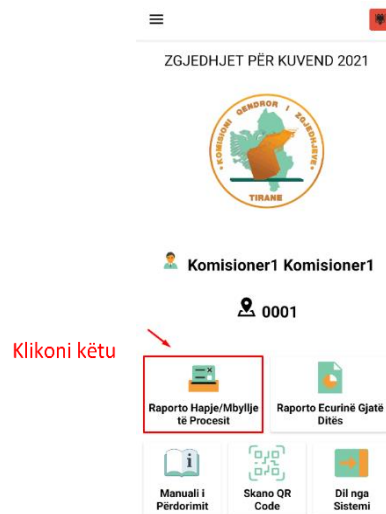 ZGJEDHJET PËR KUVEND 2021
KOMISIONI QENDROR I ZGJEDHJEVE
TIRANE
Komisioner1 Komisioner1
0001
Klikoni këtu
Raporto Hapje/Mbyllje
të Procesit
Raporto Ecurinë Gjatë
Ditës
Manuali i
Përdorimit
Skano QR
Code
Dil nga
Sistemi